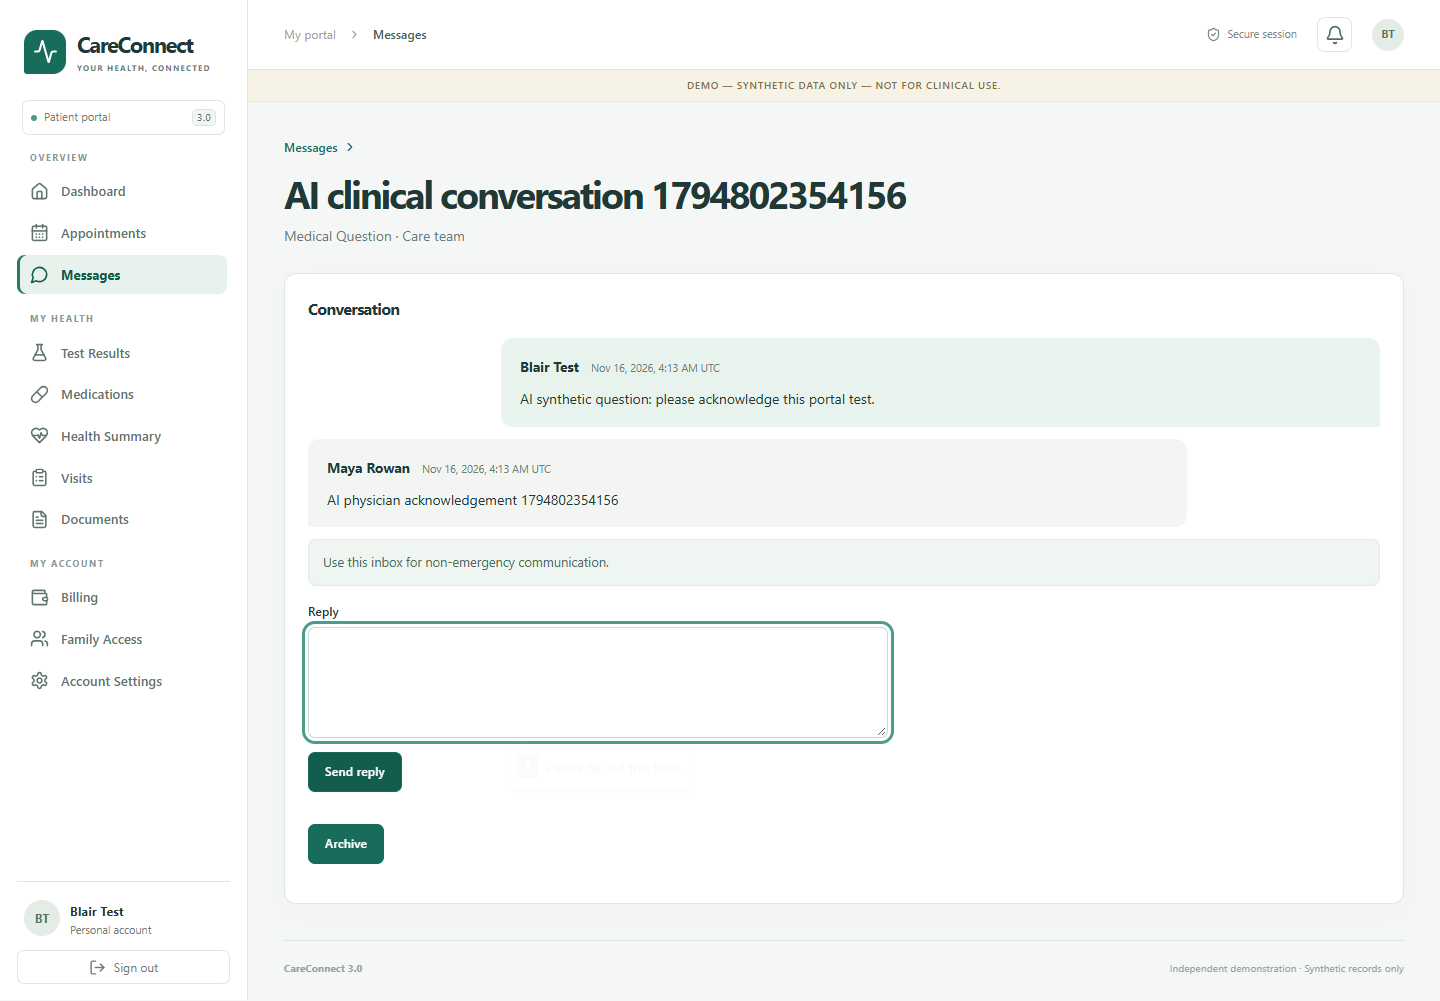 CareConnect
YOUR HEALTH, CONNECTED
Patient portal 3.0
OVERVIEW
Dashboard
Appointments
Messages
MY HEALTH
Test Results
Medications
Health Summary
Visits
Documents
MY ACCOUNT
Billing
Family Access
Account Settings
BT Blair Test
Personal account
Sign out
My portal Messages
Secure session
BT
DEMO — SYNTHETIC DATA ONLY — NOT FOR CLINICAL USE.
Messages
AI clinical conversation 1794802354156
Medical Question · Care team
Conversation
Blair Test Nov 16, 2026, 4:13 AM UTC
AI synthetic question: please acknowledge this portal test.
Maya Rowan Nov 16, 2026, 4:13 AM UTC
AI physician acknowledgement 1794802354156
Use this inbox for non-emergency communication.
Reply
Send reply
Please fill out this field.
Archive
CareConnect 3.0
Independent demonstration · Synthetic records only